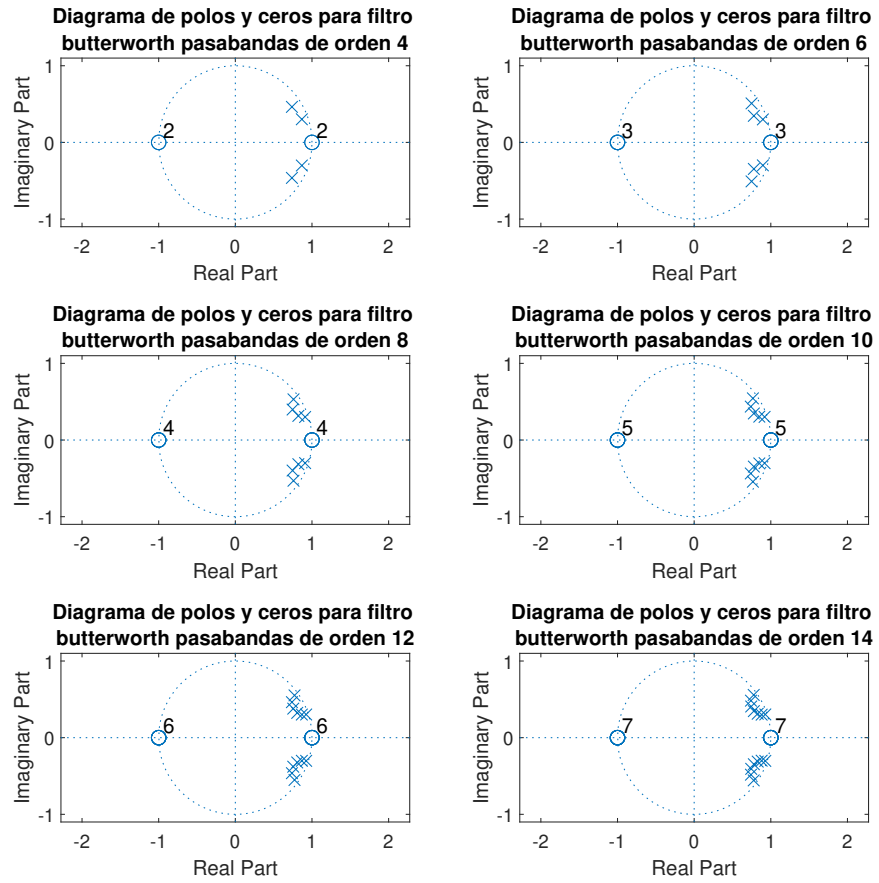 Diagrama de polos y ceros para filtro
butterworth pasabandas de orden 4
1
0
-1
Imaginary Part
2
2
-2 -1 0 1 2
Real Part
Diagrama de polos y ceros para filtro
butterworth pasabandas de orden 6
1
0
-1
Imaginary Part
3
3
-2 -1 0 1 2
Real Part
Diagrama de polos y ceros para filtro
butterworth pasabandas de orden 8
1
0
-1
Imaginary Part
4
4
-2 -1 0 1 2
Real Part
Diagrama de polos y ceros para filtro
butterworth pasabandas de orden 10
1
0
-1
Imaginary Part
5
5
-2 -1 0 1 2
Real Part
Diagrama de polos y ceros para filtro
butterworth pasabandas de orden 12
1
0
-1
Imaginary Part
6
6
-2 -1 0 1 2
Real Part
Diagrama de polos y ceros para filtro
butterworth pasabandas de orden 14
1
0
-1
Imaginary Part
7
7
-2 -1 0 1 2
Real Part